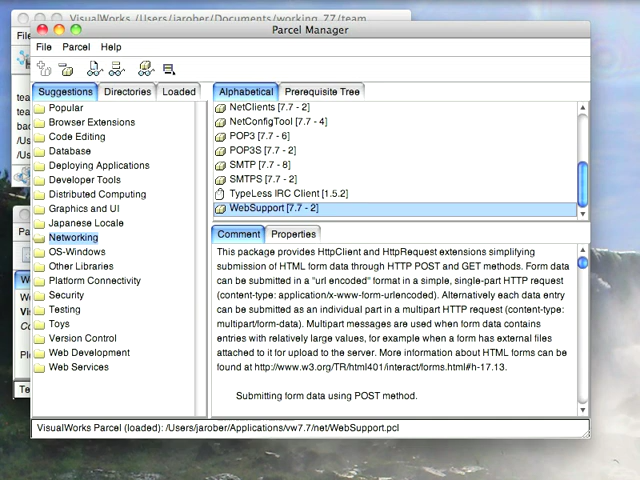 VisualWorks /Users/jarober/Documents/working_77/team
Parcel Manager
File
File Parcel Help
Suggestions Directories Loaded
Alphabetical Prerequisite Tree
Popular
Browser Extensions
Code Editing
Database
Deploying Applications
Developer Tools
Distributed Computing
Graphics and UI
Japanese Locale
Networking
OS-Windows
Other Libraries
Platform Connectivity
Security
Testing
Toys
Version Control
Web Development
Web Services
NetClients [7.7 - 2]
NetConfigTool [7.7 - 4]
POP3 [7.7 - 6]
POP3S [7.7 - 2]
SMTP [7.7 - 8]
SMTPS [7.7 - 2]
TypeLess IRC Client [1.5.2]
WebSupport [7.7 - 2]
Comment Properties
This package provides HttpClient and HttpRequest extensions simplifying
submission of HTML form data through HTTP POST and GET methods. Form data
can be submitted in a "url encoded" format in a simple, single-part HTTP request
(content-type: application/x-www-form-urlencoded). Alternatively each data entry
can be submitted as an individual part in a multipart HTTP request (content-type:
multipart/form-data). Multipart messages are used when form data contains
entries with relatively large values, for example when a form has external files
attached to it for upload to the server. More information about HTML forms can be
found at http://www.w3.org/TR/html401/interact/forms.html#h-17.13.
Submitting form data using POST method.
VisualWorks Parcel (loaded): /Users/jarober/Applications/vw7.7/net/WebSupport.pcl